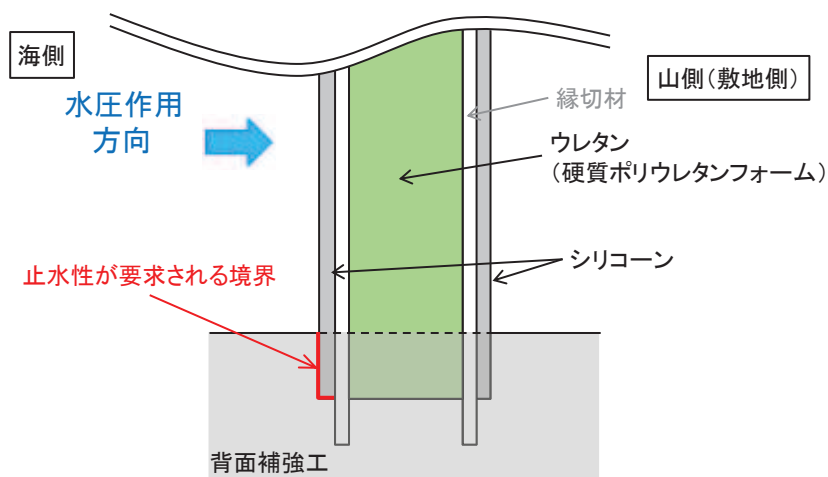 海側
水圧作用
方向
山側(敷地側)
縁切材
ウレタン
(硬質ポリウレタンフォーム)
シリコーン
止水性が要求される境界
背面補強工